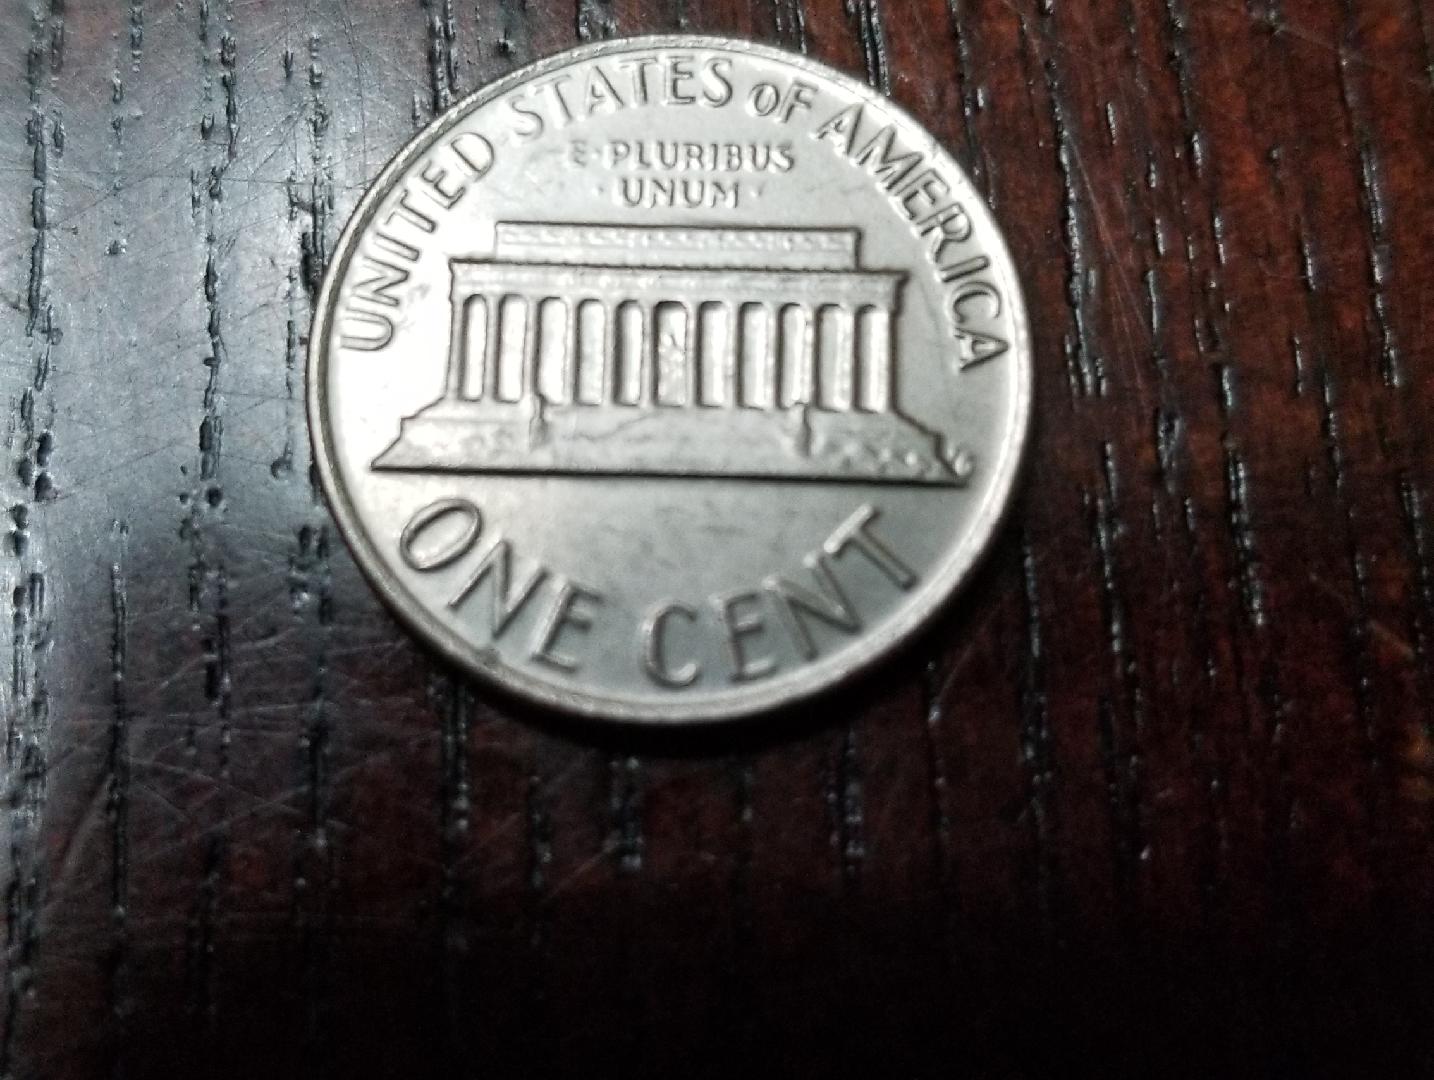 UNITED STATES OF AMERICA
E·PLURIBUS
·UNUM·
ONE CENT